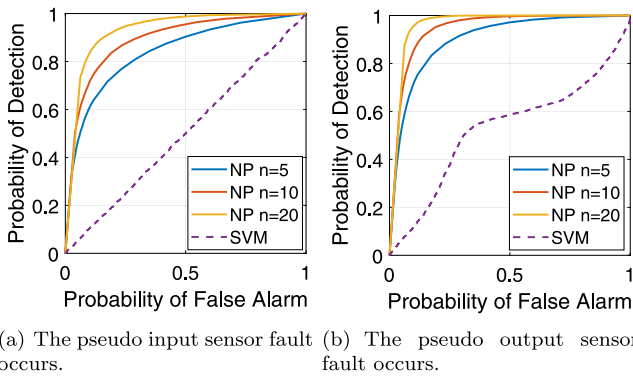 Probability of Detection
1
0.8
0.6
0.4
0.2
0
NP n=5
NP n=10
NP n=20
SVM
0
0.5
1
Probability of False Alarm
Probability of Detection
1
0.8
0.6
0.4
0.2
0
NP n=5
NP n=10
NP n=20
SVM
0
0.5
1
Probability of False Alarm
(a) The pseudo input sensor fault
occurs.
(b) The pseudo output sensor
fault occurs.